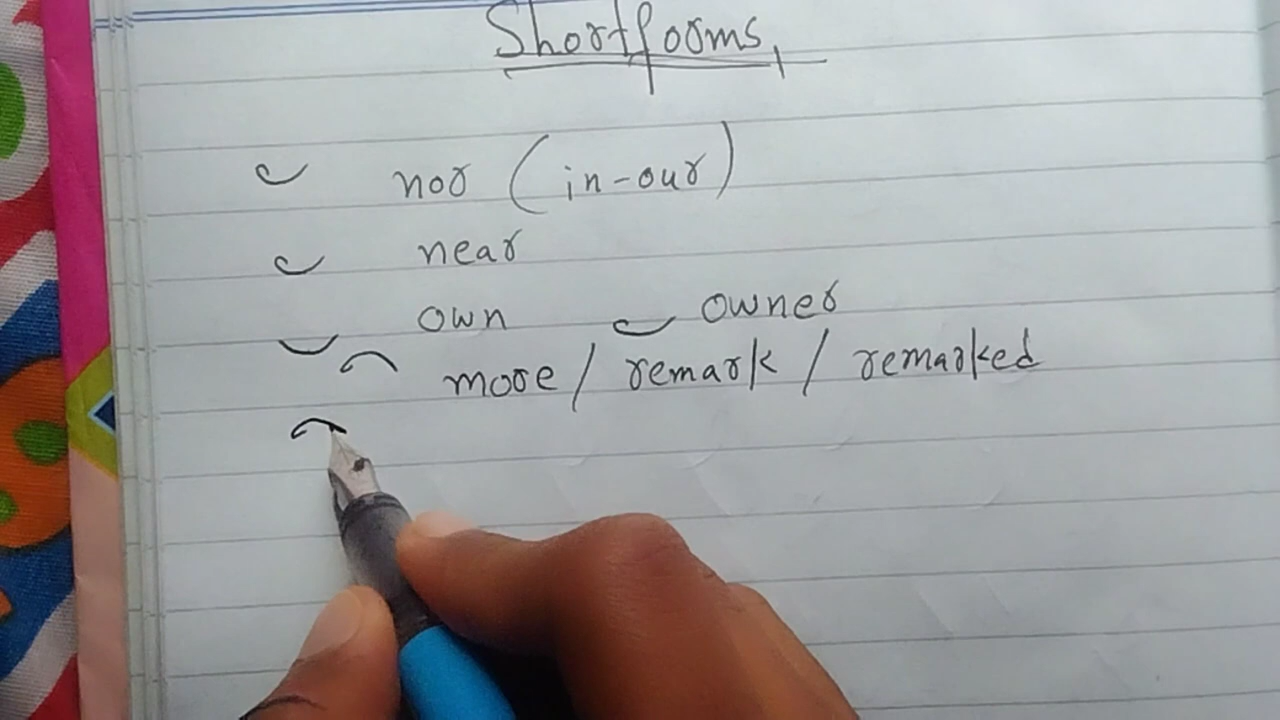 Shortforms,
nor (in-our)
near
own owner
more / remark / remarked